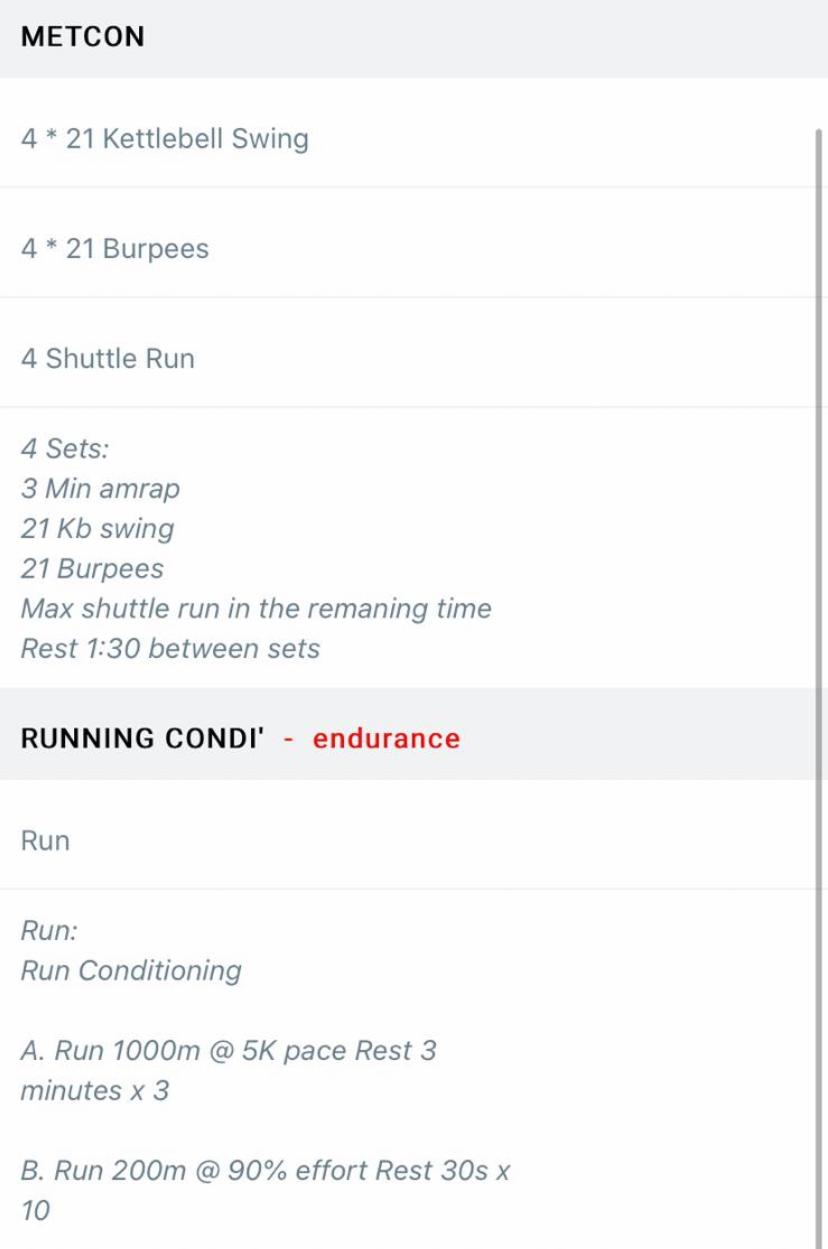 METCON
4 * 21 Kettlebell Swing
4 * 21 Burpees
4 Shuttle Run
4 Sets:
3 Min amrap
21 Kb swing
21 Burpees
Max shuttle run in the remaning time
Rest 1:30 between sets
RUNNING CONDI' - endurance
Run
Run:
Run Conditioning
A. Run 1000m @ 5K pace Rest 3
minutes x 3
B. Run 200m @ 90% effort Rest 30s x
10